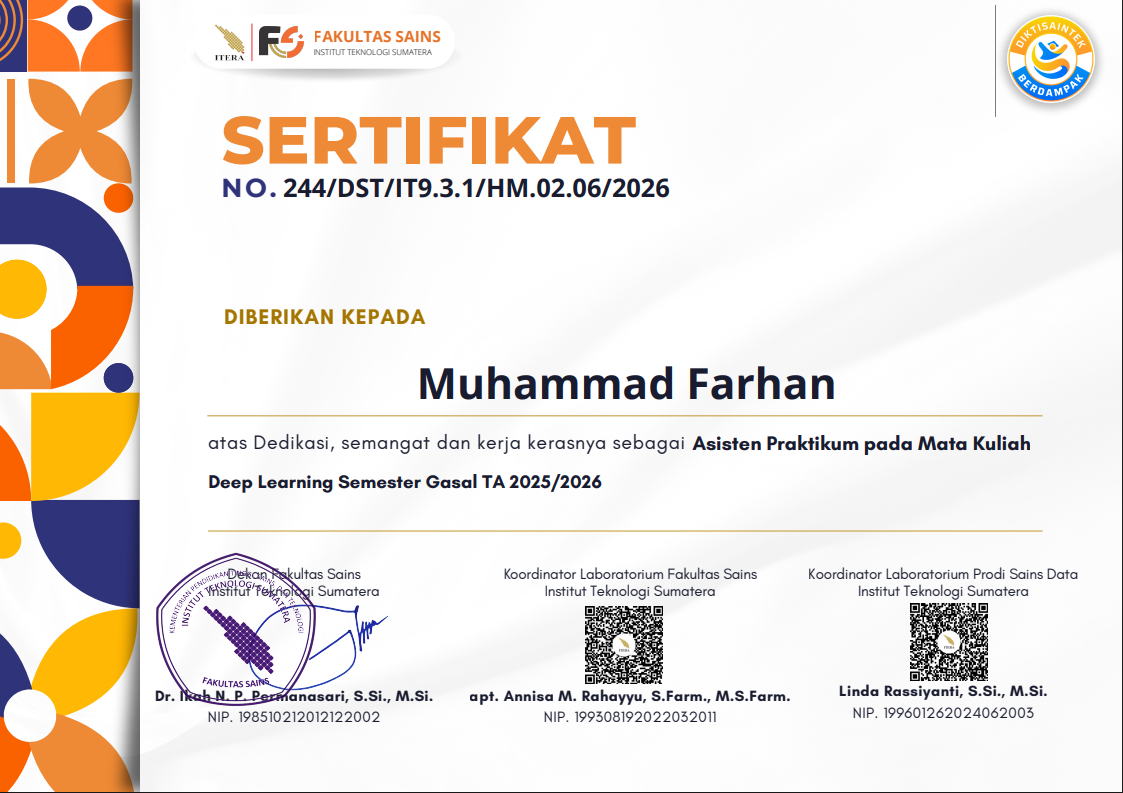 ITERA
FAKULTAS SAINS
INSTITUT TEKNOLOGI SUMATERA
DIKTISAINTEK
BERDAMPAK
SERTIFIKAT
NO. 244/DST/IT9.3.1/HM.02.06/2026
DIBERIKAN KEPADA
Muhammad Farhan
atas Dedikasi, semangat dan kerja kerasnya sebagai Asisten Praktikum pada Mata Kuliah
Deep Learning Semester Gasal TA 2025/2026
Dekan Fakultas Sains
Institut Teknologi Sumatera
INSTITUT TEKNOLOGI SUMATERA
FAKULTAS SAINS
Dr. Ikah N. P. Permanasari, S.Si., M.Si.
NIP. 198510212012122002
Koordinator Laboratorium Fakultas Sains
Institut Teknologi Sumatera
ITERA
apt. Annisa M. Rahayyu, S.Farm., M.S.Farm.
NIP. 199308192022032011
Koordinator Laboratorium Prodi Sains Data
Institut Teknologi Sumatera
ITERA
Linda Rassiyanti, S.Si., M.Si.
NIP. 199601262024062003